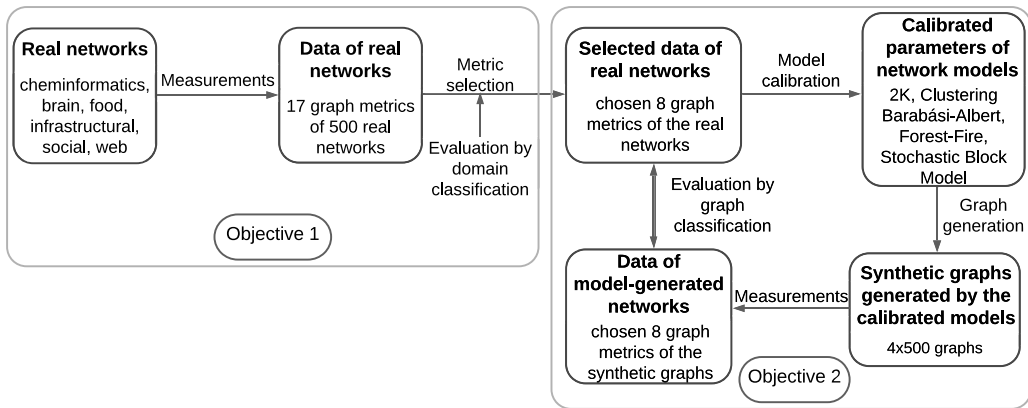 Real networks
cheminformatics,
brain, food,
infrastructural,
social, web
Measurements
Data of real
networks
17 graph metrics
of 500 real
networks
Metric
selection
Evaluation by
domain
classification
Objective 1
Selected data of
real networks
chosen 8 graph
metrics of the real
networks
Model
calibration
Calibrated
parameters of
network models
2K, Clustering
Barabási-Albert,
Forest-Fire,
Stochastic Block
Model
Evaluation by
graph
classification
Graph
generation
Data of
model-generated
networks
chosen 8 graph
metrics of the
synthetic graphs
Measurements
Synthetic graphs
generated by the
calibrated models
4x500 graphs
Objective 2